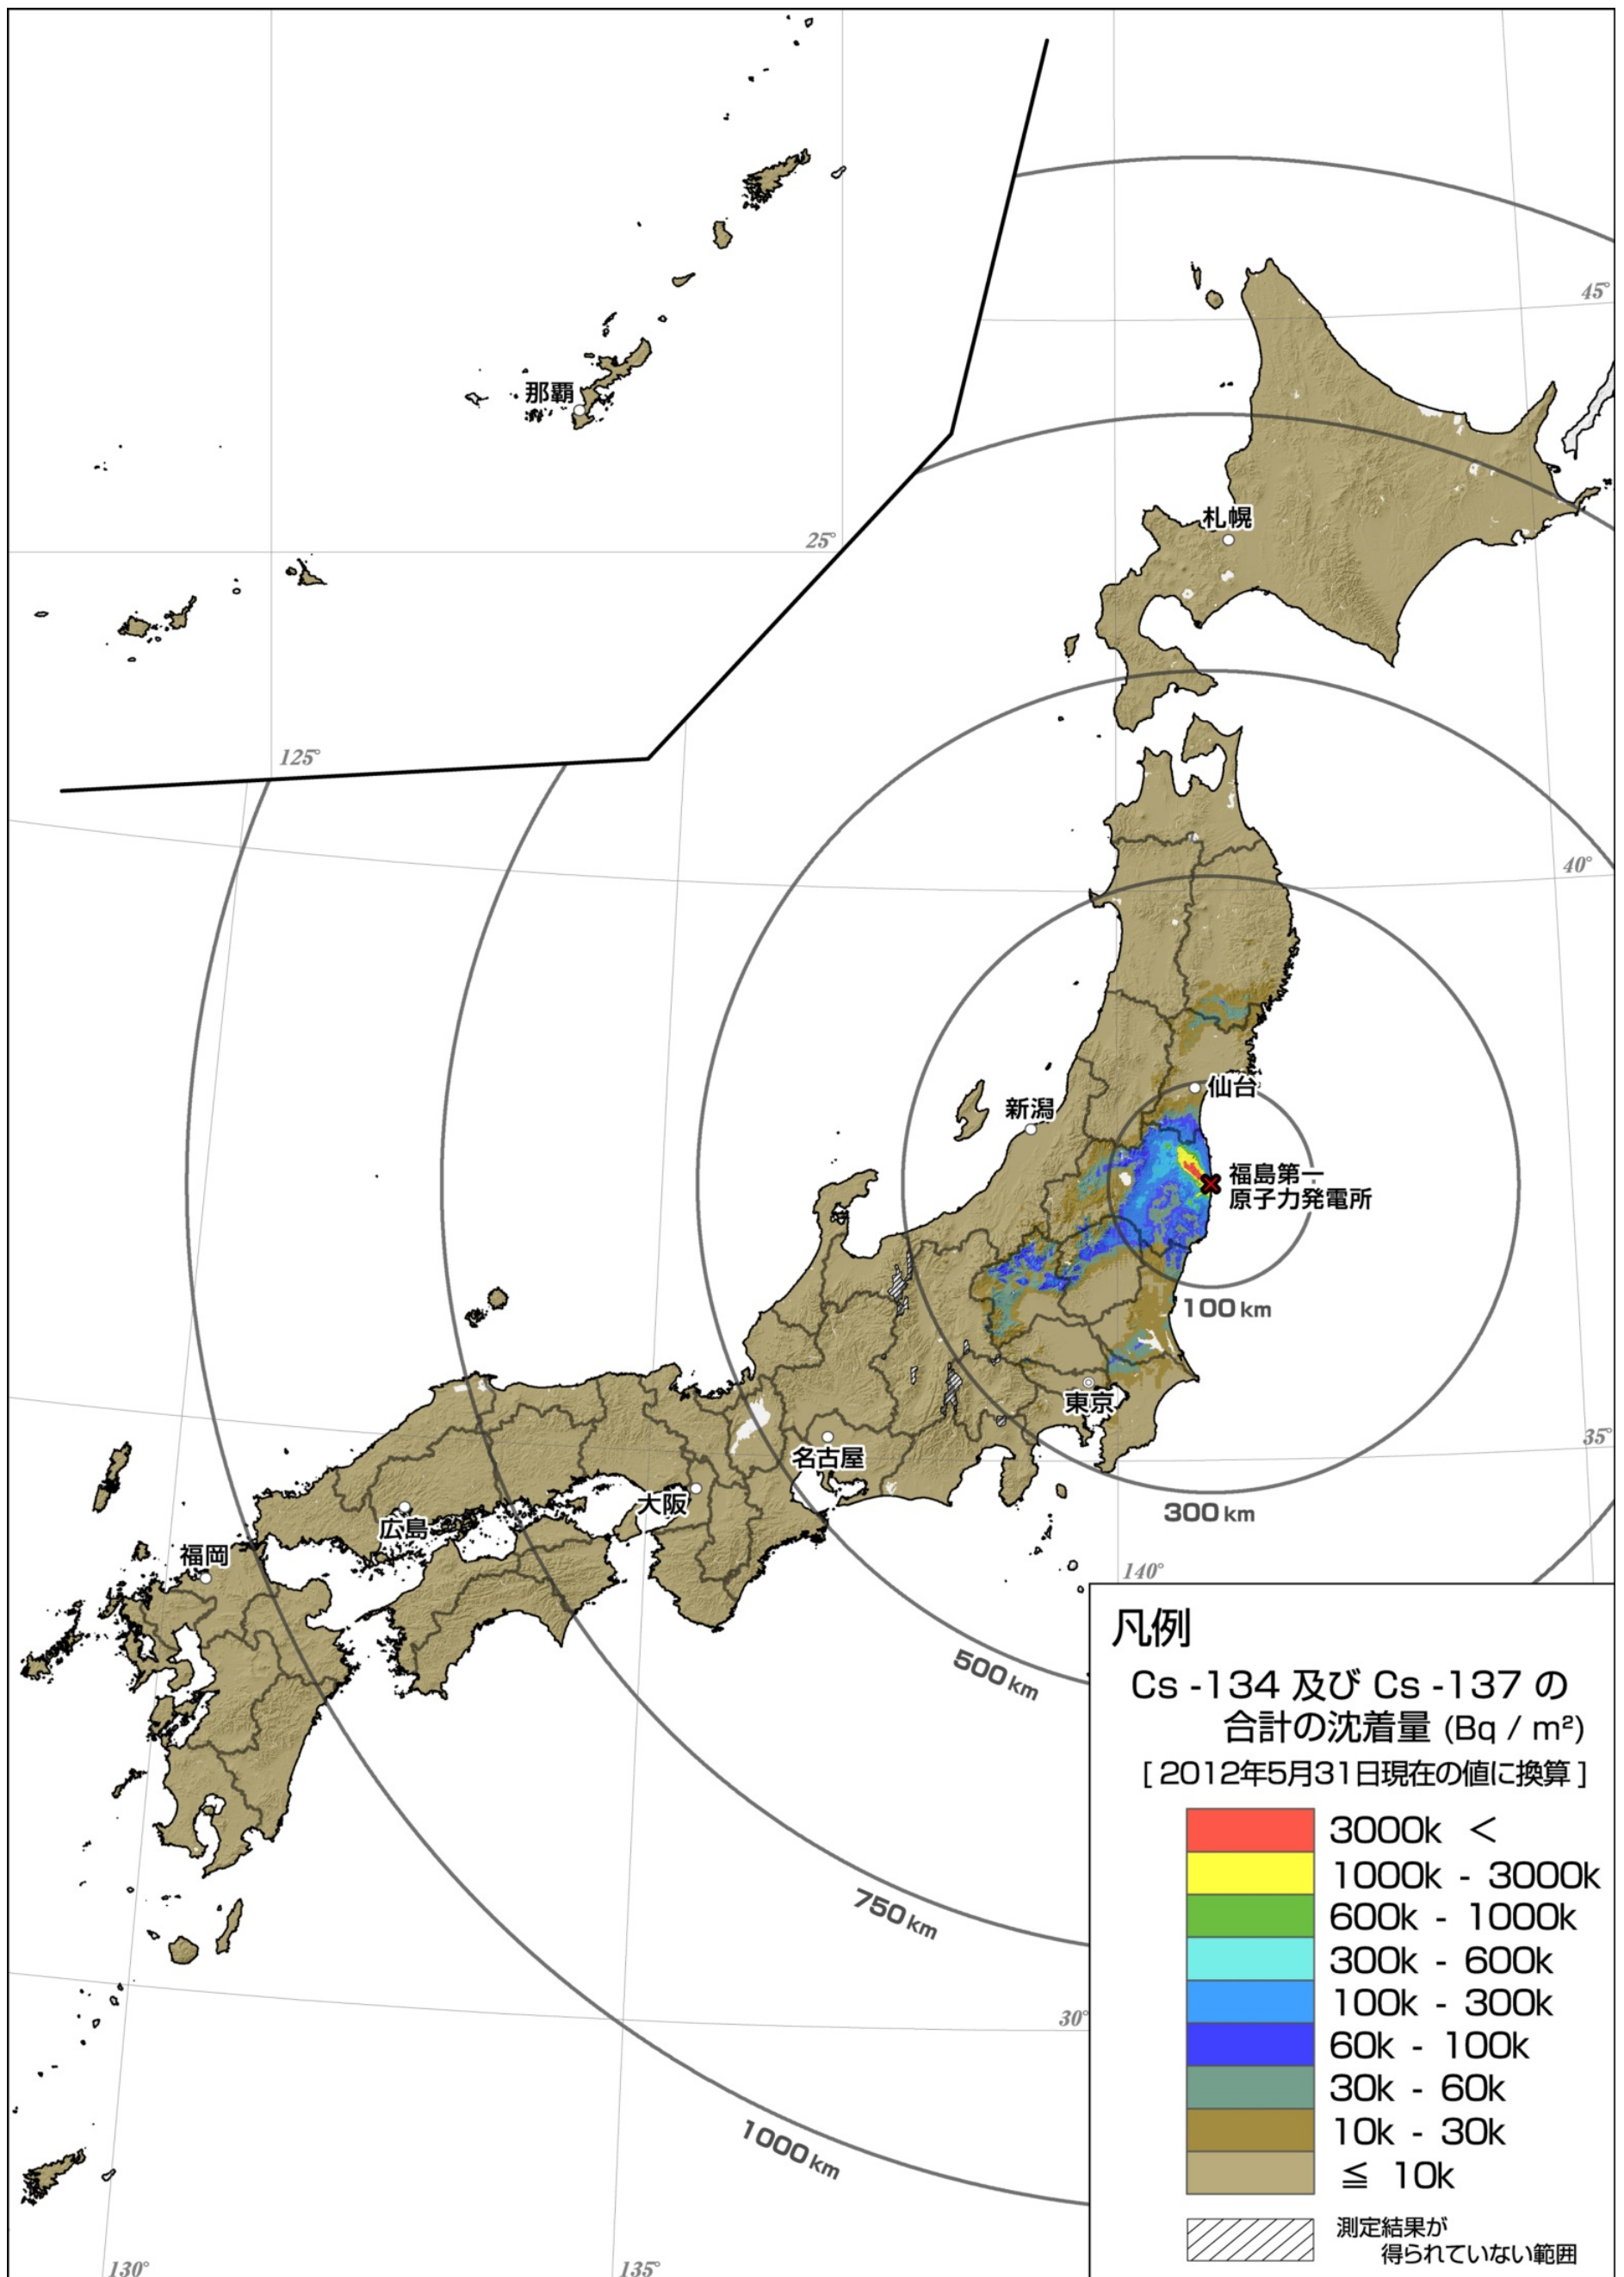 45°
那覇
札幌
25°
125°
40°
仙台
新潟
福島第一
原子力発電所
100 km
東京
35°
名古屋
大阪
広島
300 km
福岡
140°
500 km
750 km
30°
1000 km
130°
135°
凡例
Cs -134 及び Cs -137 の
合計の沈着量 (Bq / m²)
[ 2012年5月31日現在の値に換算 ]
3000k ＜
1000k - 3000k
600k - 1000k
300k - 600k
100k - 300k
60k - 100k
30k - 60k
10k - 30k
≦ 10k
測定結果が
得られていない範囲